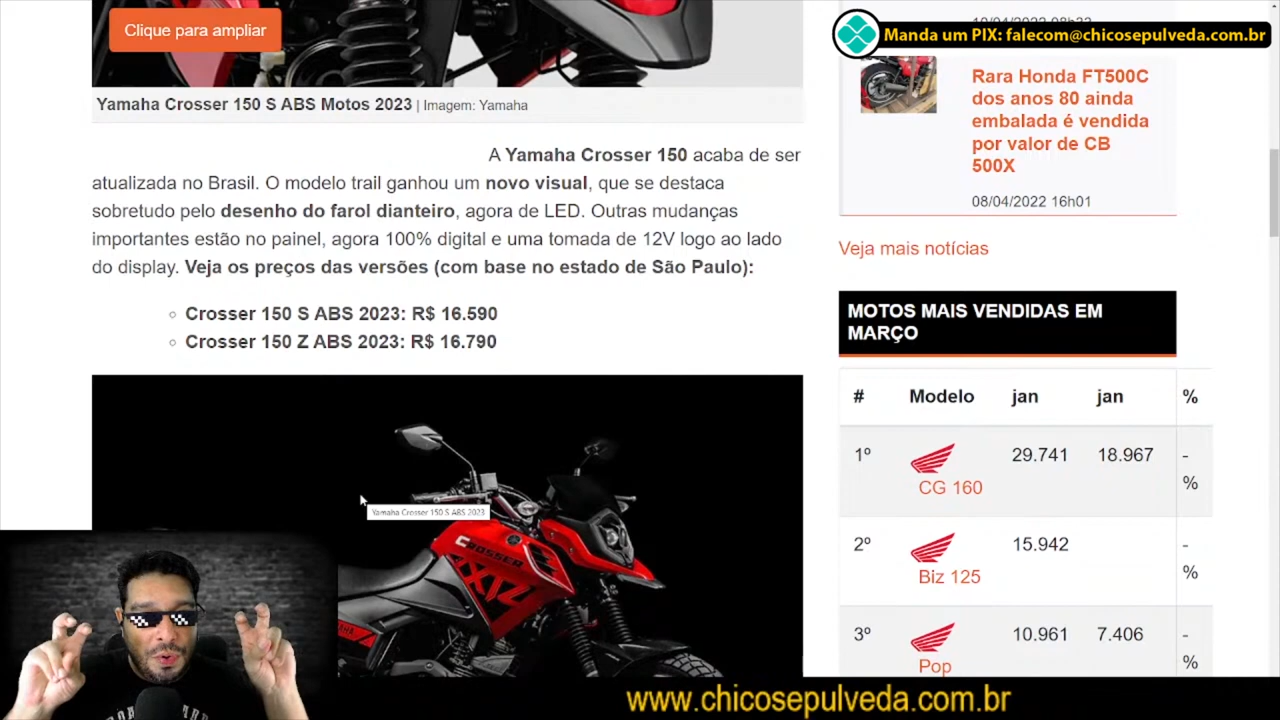 Clique para ampliar
Yamaha Crosser 150 S ABS Motos 2023 | Imagem: Yamaha
A Yamaha Crosser 150 acaba de ser
atualizada no Brasil. O modelo trail ganhou um novo visual, que se destaca
sobretudo pelo desenho do farol dianteiro, agora de LED. Outras mudanças
importantes estão no painel, agora 100% digital e uma tomada de 12V logo ao lado
do display. Veja os preços das versões (com base no estado de São Paulo):
Crosser 150 S ABS 2023: R$ 16.590
Crosser 150 Z ABS 2023: R$ 16.790
CROSSER
XYZ
Yamaha Crosser 150 S ABS 2023
10/04/2022 08h32
Manda um PIX: falecom@chicosepulveda.com.br
Rara Honda FT500C
dos anos 80 ainda
embalada é vendida
por valor de CB
500X
08/04/2022 16h01
Veja mais notícias
MOTOS MAIS VENDIDAS EM
MARÇO
# Modelo jan jan %
1º CG 160 29.741 18.967 - %
2º Biz 125 15.942 - %
3º Pop 10.961 7.406 - %
www.chicosepulveda.com.br